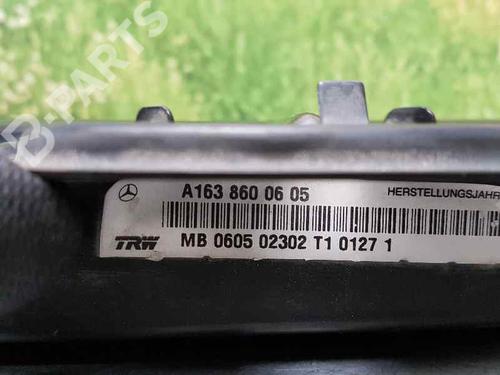 B-PARTS
A163 860 06 05
HERSTELLUNGSJAHR
TRW
MB 0605 02302 T1 0127 1